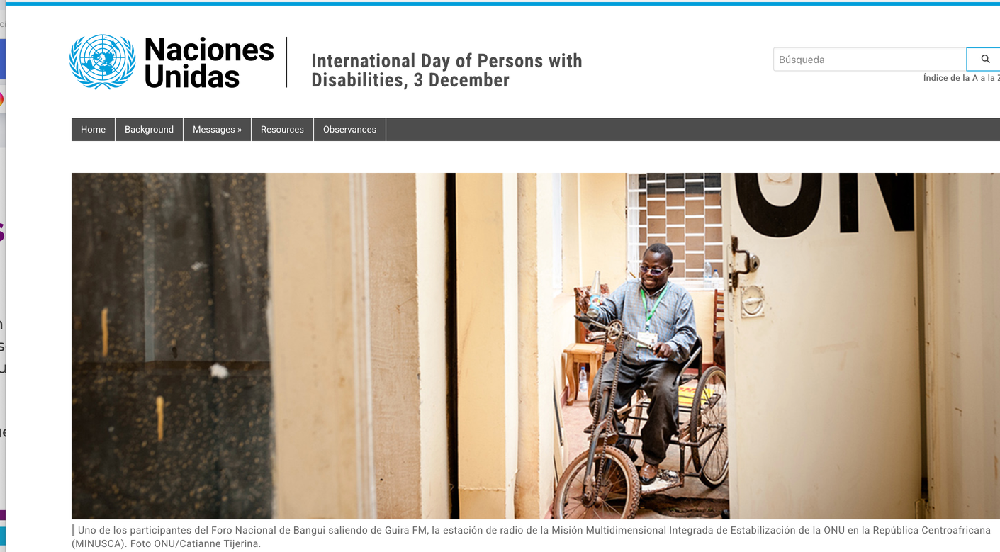 Naciones
Unidas
International Day of Persons with
Disabilities, 3 December
Búsqueda
Índice de la A a la Z
Home
Background
Messages »
Resources
Observances
UN
Uno de los participantes del Foro Nacional de Bangui saliendo de Guira FM, la estación de radio de la Misión Multidimensional Integrada de Estabilización de la ONU en la República Centroafricana
(MINUSCA). Foto ONU/Catianne Tijerina.